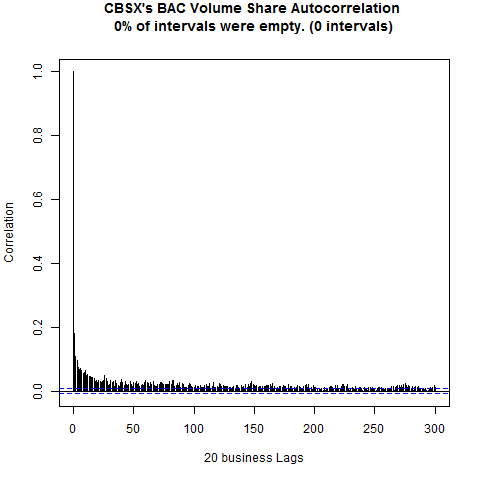 CBSX's BAC Volume Share Autocorrelation
0% of intervals were empty. (0 intervals)
Correlation
1.0
0.8
0.6
0.4
0.2
0.0
0 50 100 150 200 250 300
20 business Lags